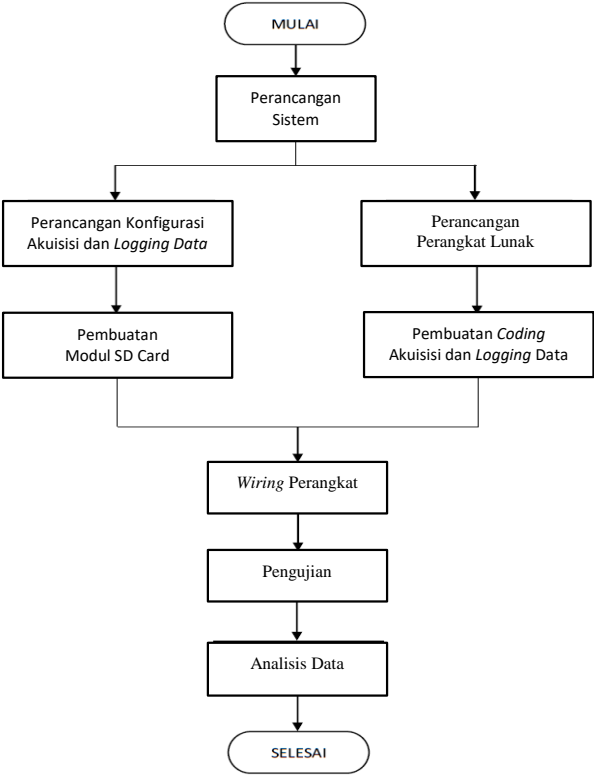 MULAI
Perancangan
Sistem
Perancangan Konfigurasi
Akuisisi dan Logging Data
Perancangan
Perangkat Lunak
Pembuatan
Modul SD Card
Pembuatan Coding
Akuisisi dan Logging Data
Wiring Perangkat
Pengujian
Analisis Data
SELESAI